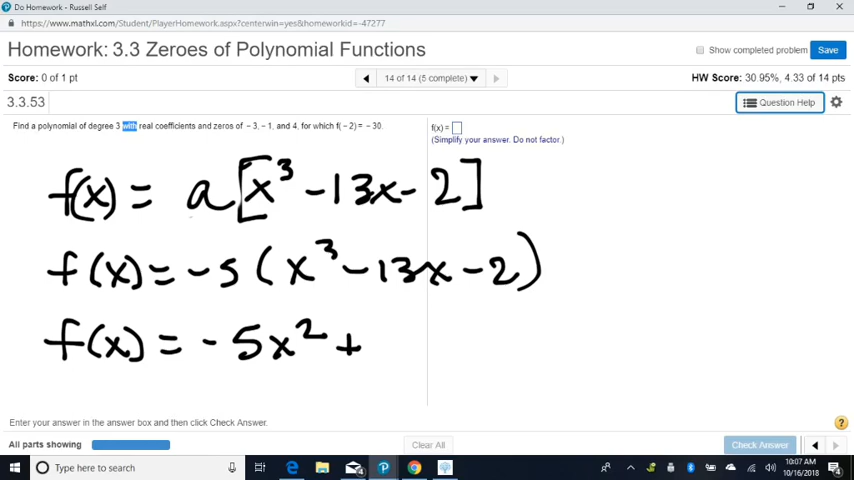 Do Homework - Russell Self
https://www.mathxl.com/Student/PlayerHomework.aspx?centerwin=yes&homeworkid=-47277
Homework: 3.3 Zeroes of Polynomial Functions
Show completed problem
Save
Score: 0 of 1 pt
14 of 14 (5 complete)
HW Score: 30.95%, 4.33 of 14 pts
3.3.53
Question Help
Find a polynomial of degree 3 with real coefficients and zeros of -3, -1, and 4, for which f(-2) = -30.
f(x) =
(Simplify your answer. Do not factor.)
f(x) = a[x³ - 13x - 2]
f(x) = -5(x³ - 13x - 2)
f(x) = -5x² +
Enter your answer in the answer box and then click Check Answer.
?
All parts showing
Clear All
Check Answer
Type here to search
10:07 AM
10/16/2018
4